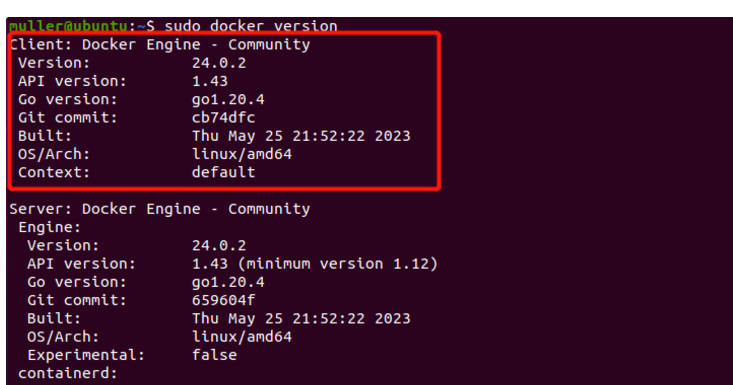 muller@ubuntu:~$ sudo docker version
Client: Docker Engine - Community
Version: 24.0.2
API version: 1.43
Go version: go1.20.4
Git commit: cb74dfc
Built: Thu May 25 21:52:22 2023
OS/Arch: linux/amd64
Context: default
Server: Docker Engine - Community
Engine:
Version: 24.0.2
API version: 1.43 (minimum version 1.12)
Go version: go1.20.4
Git commit: 659604f
Built: Thu May 25 21:52:22 2023
OS/Arch: linux/amd64
Experimental: false
containerd: